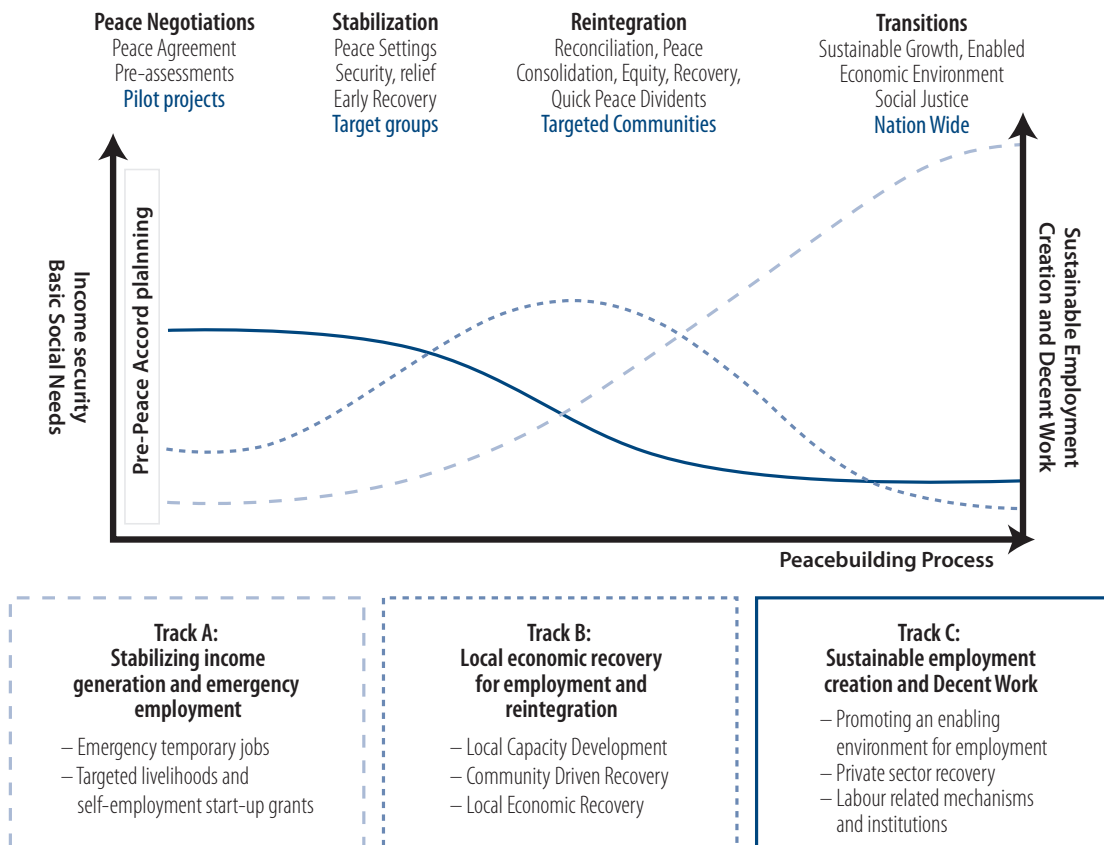 Peace Negotiations
Peace Agreement
Pre-assessments
Pilot projects
Stabilization
Peace Settings
Security, relief
Early Recovery
Target groups
Reintegration
Reconciliation, Peace
Consolidation, Equity, Recovery,
Quick Peace Dividents
Targeted Communities
Transitions
Sustainable Growth, Enabled
Economic Environment
Social Justice
Nation Wide
Income security
Basic Social Needs
Pre-Peace Accord plainning
Sustainable Employment
Creation and Decent Work
Peacebuilding Process
Track A:
Stabilizing income
generation and emergency
employment
– Emergency temporary jobs
– Targeted livelihoods and
self-employment start-up grants
Track B:
Local economic recovery
for employment and
reintegration
– Local Capacity Development
– Community Driven Recovery
– Local Economic Recovery
Track C:
Sustainable employment
creation and Decent Work
– Promoting an enabling
environment for employment
– Private sector recovery
– Labour related mechanisms
and institutions